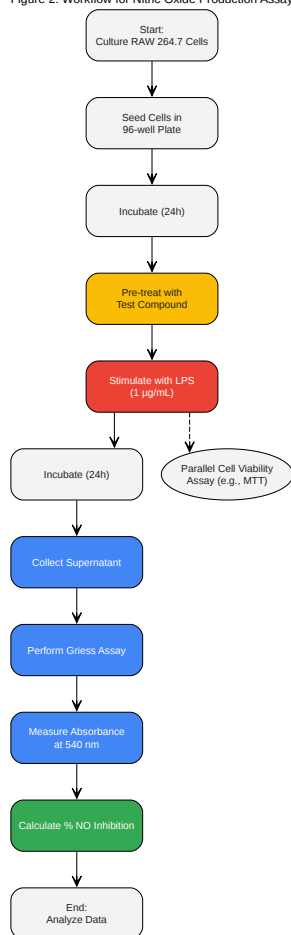 Figure 2: Workflow for Nitric Oxide Production Assay
Start:
Culture RAW 264.7 Cells
Seed Cells in
96-well Plate
Incubate (24h)
Pre-treat with
Test Compound
Stimulate with LPS
(1 µg/mL)
Incubate (24h)
Parallel Cell Viability
Assay (e.g., MTT)
Collect Supernatant
Perform Griess Assay
Measure Absorbance
at 540 nm
Calculate % NO Inhibition
End:
Analyze Data